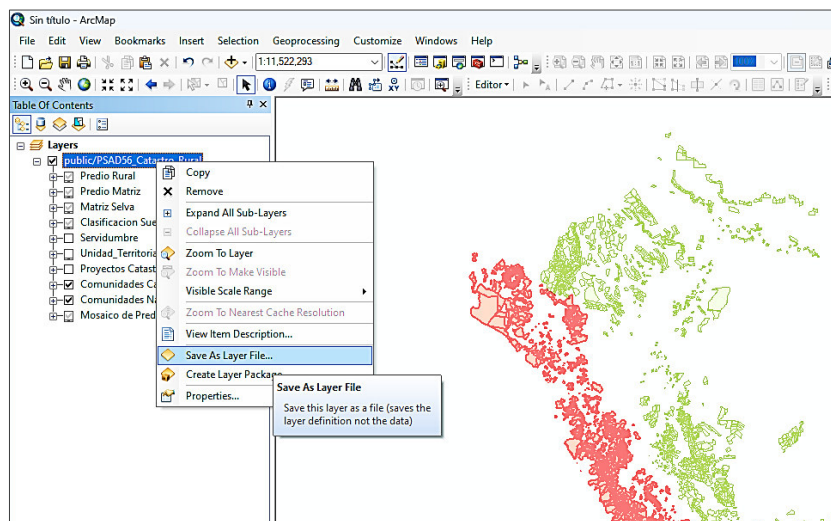 Sin título - ArcMap
File Edit View Bookmarks Insert Selection Geoprocessing Customize Windows Help
1:11,522,293
Editor
Table Of Contents
Layers
public/PSAD56_Catastro_Rural
Predio Rural
Predio Matriz
Matriz Selva
Clasificacion Sue
Servidumbre
Unidad_Territoria
Proyectos Catast
Comunidades Ca
Comunidades Na
Mosaico de Pred
Copy
Remove
Expand All Sub-Layers
Collapse All Sub-Layers
Zoom To Layer
Zoom To Make Visible
Visible Scale Range
Zoom To Nearest Cache Resolution
View Item Description...
Save As Layer File...
Create Layer Package
Properties...
Save As Layer File
Save this layer as a file (saves the
layer definition not the data)